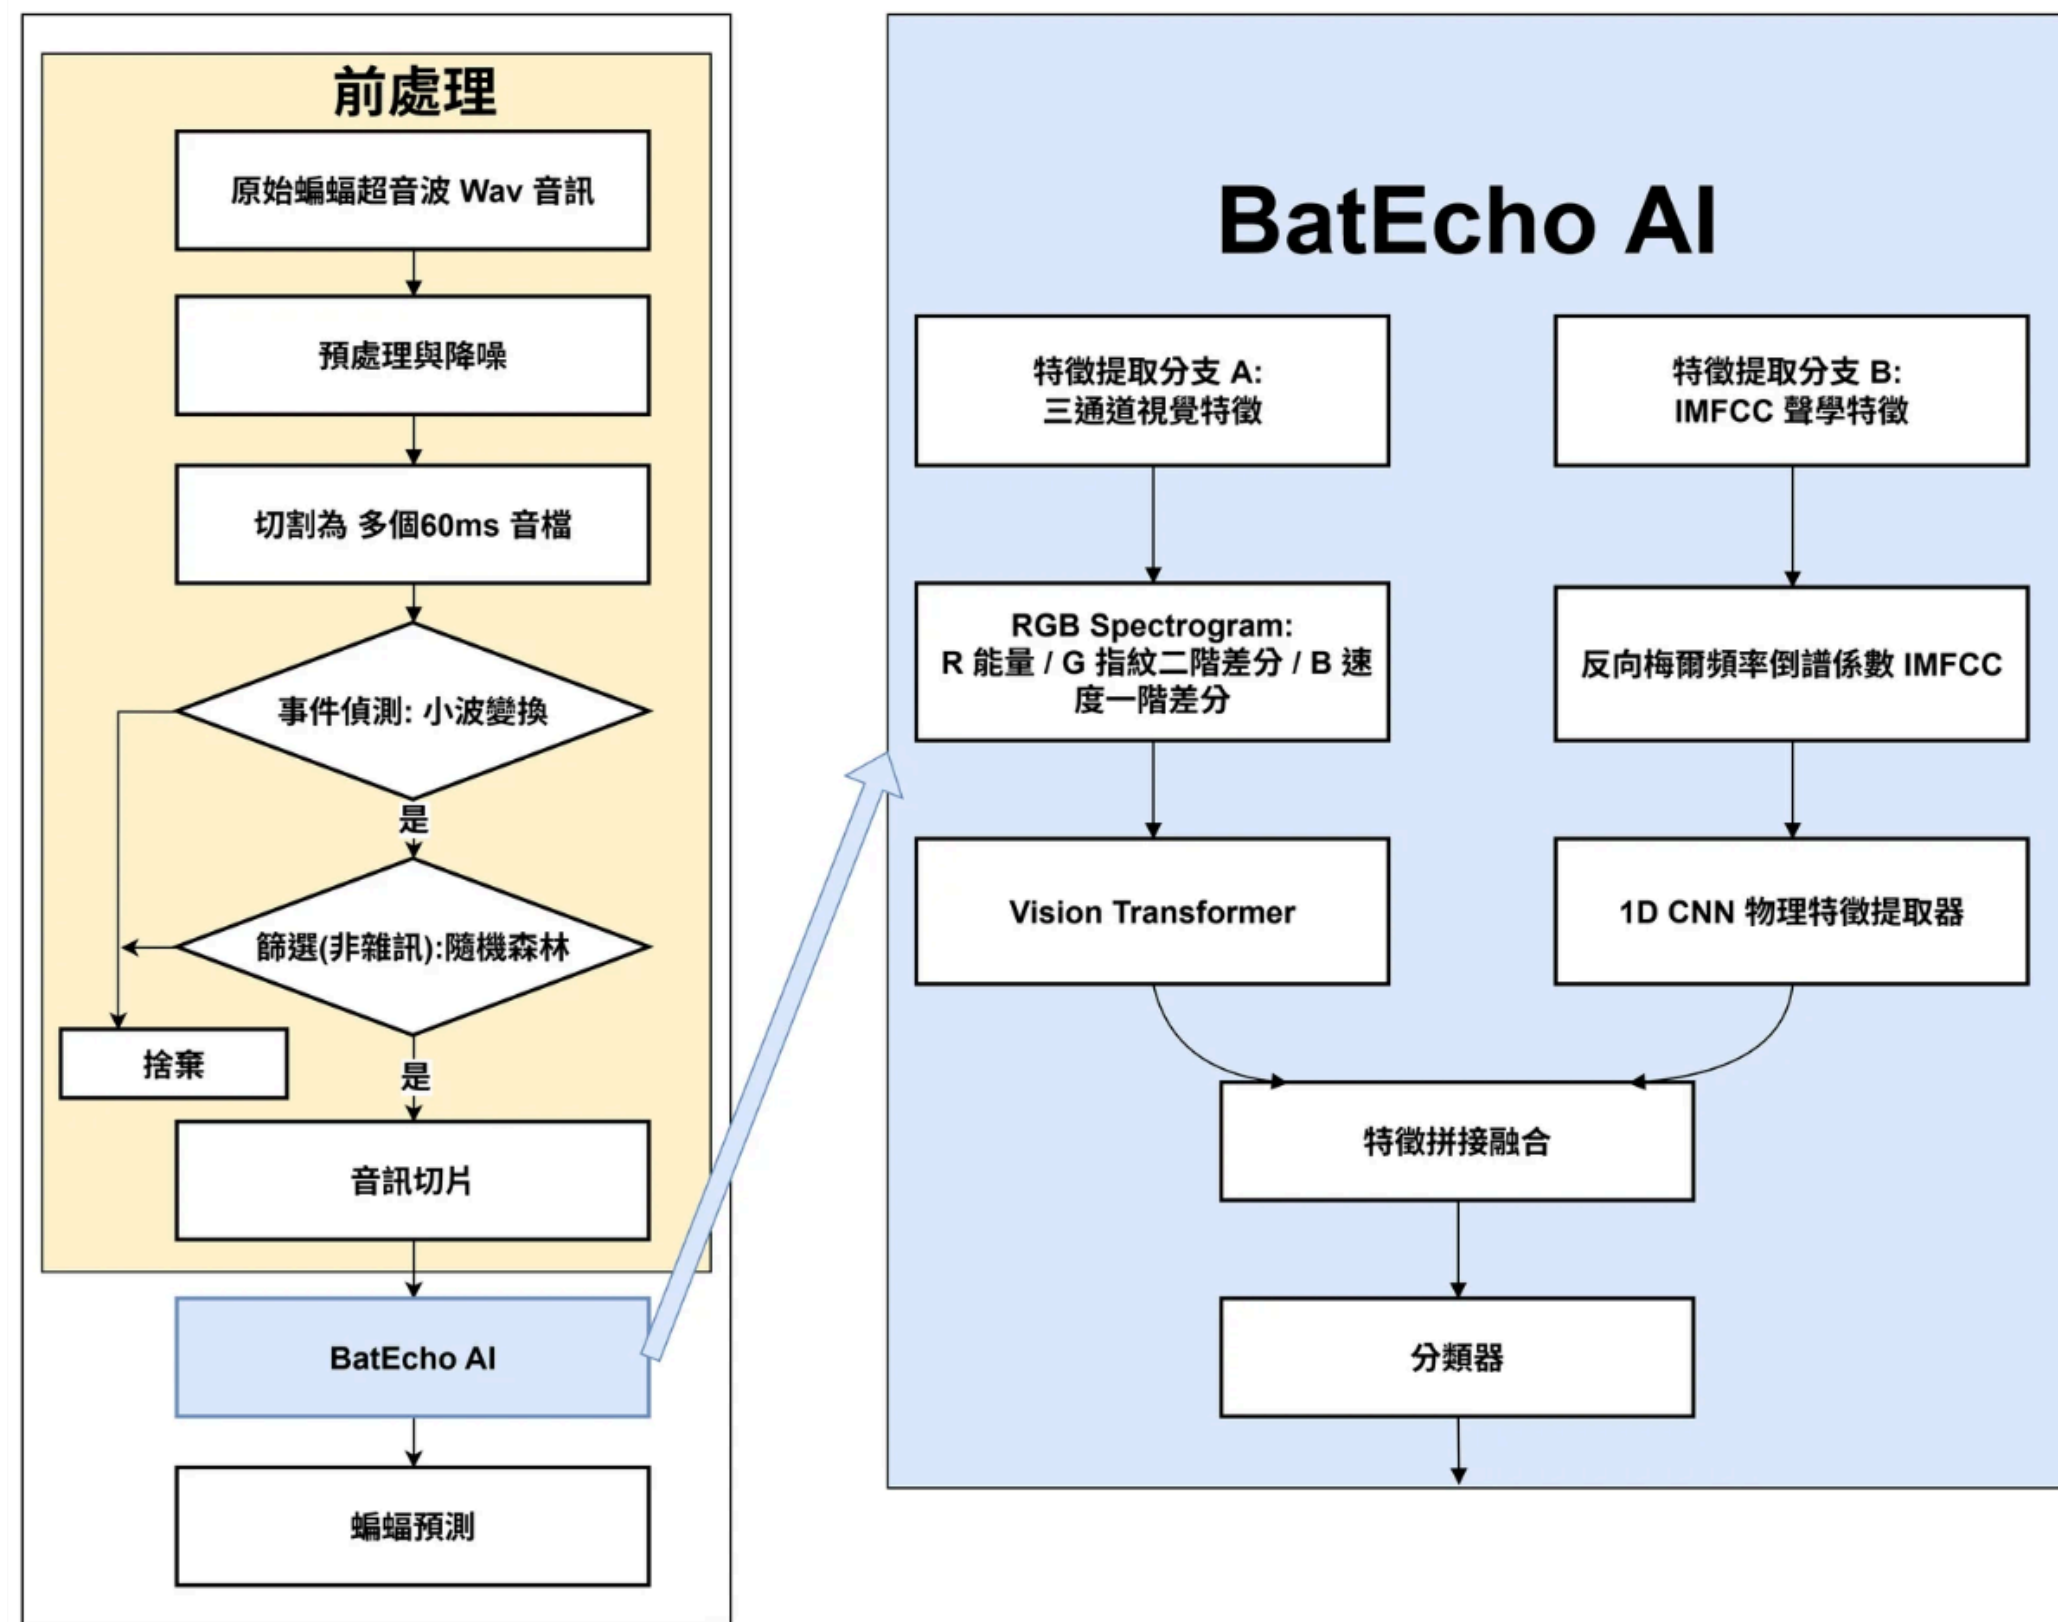 前處理
原始蝙蝠超音波 Wav 音訊
預處理與降噪
切割為 多個60ms 音檔
事件偵測: 小波變換
是
篩選(非雜訊):隨機森林
捨棄
是
音訊切片
BatEcho AI
蝙蝠預測
BatEcho AI
特徵提取分支 A:
三通道視覺特徵
RGB Spectrogram:
R 能量 / G 指紋二階差分 / B 速
度一階差分
Vision Transformer
特徵提取分支 B:
IMFCC 聲學特徵
反向梅爾頻率倒譜係數 IMFCC
1D CNN 物理特徵提取器
特徵拼接融合
分類器